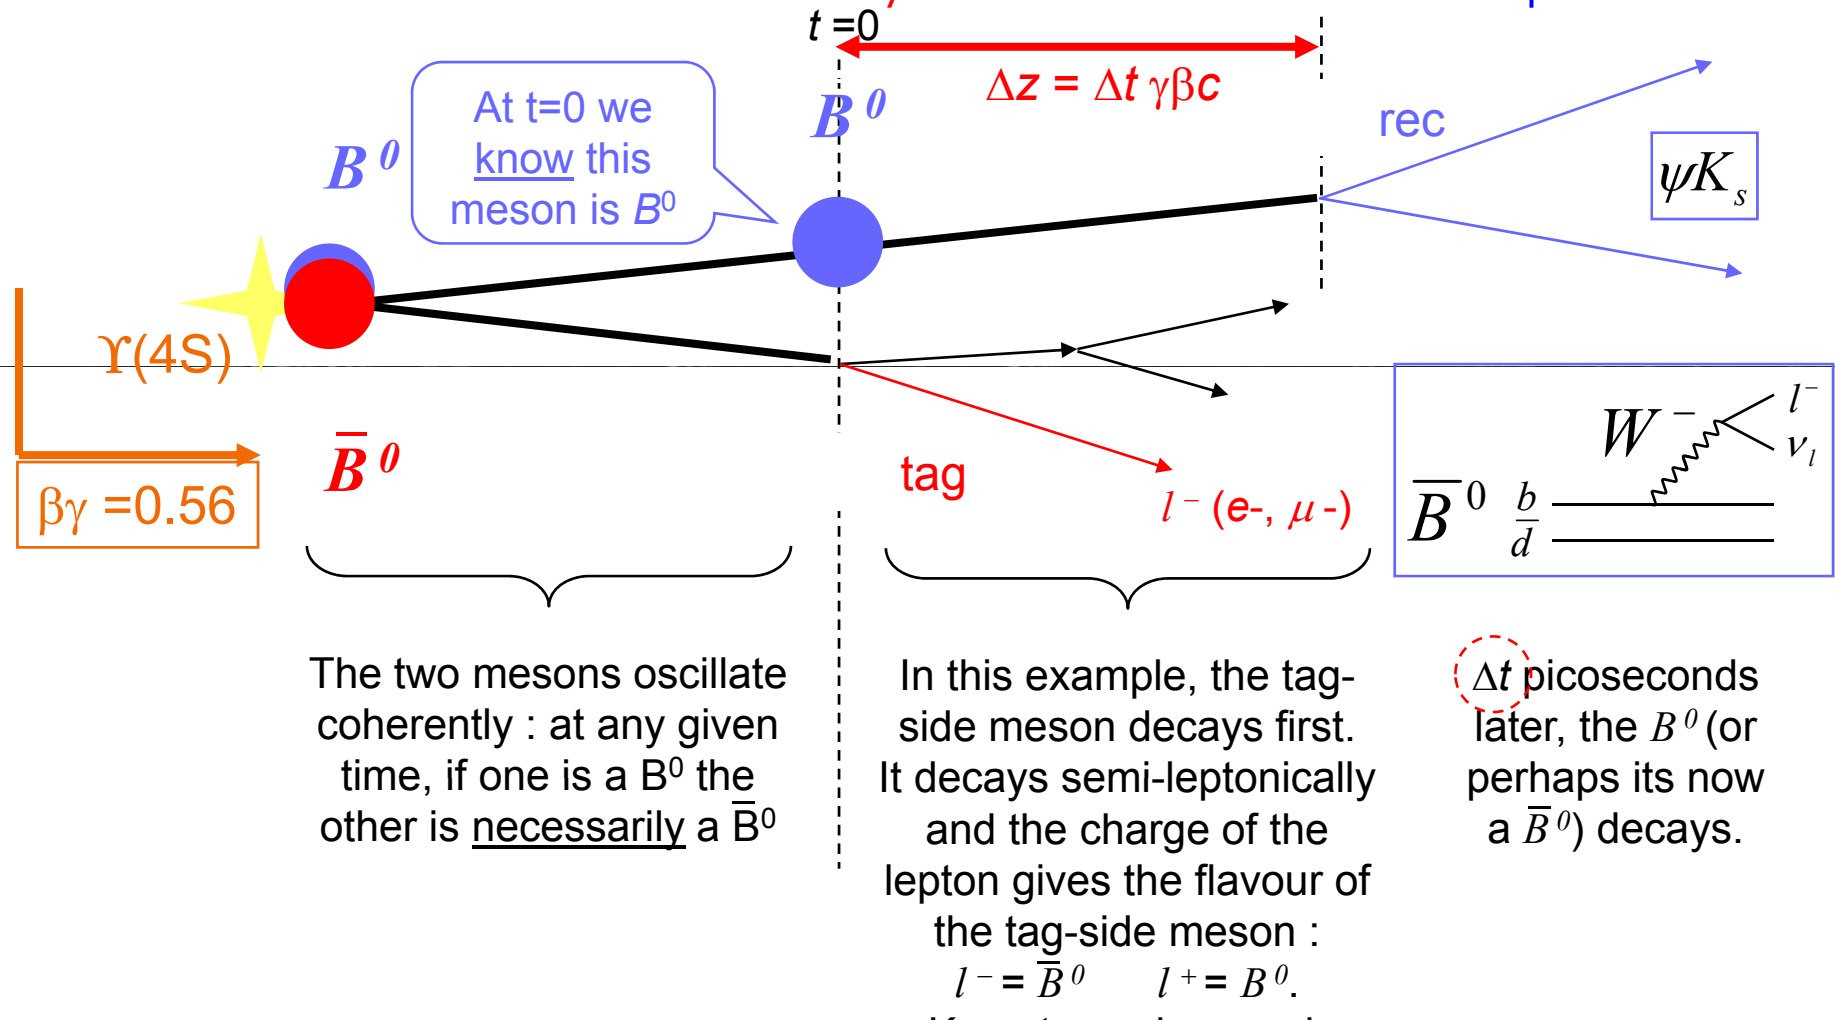 t =0
Δz = Δt γβc
At t=0 we
know this
meson is B⁰
B⁰
B⁰
rec
ψKₛ
ϒ(4S)
βγ =0.56
B̅⁰
tag
l⁻ (e-, μ-)
W⁻
l⁻
νₗ
B̅⁰
b
d̅
The two mesons oscillate
coherently : at any given
time, if one is a B⁰ the
other is necessarily a B̅⁰
In this example, the tag-
side meson decays first.
It decays semi-leptonically
and the charge of the
lepton gives the flavour of
the tag-side meson :
l⁻ = B̅⁰ l⁺ = B⁰.
Δt picoseconds
later, the B⁰ (or
perhaps its now
a B̅⁰) decays.